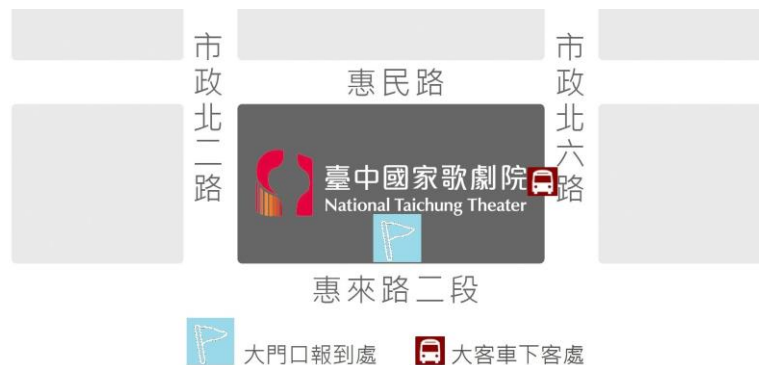 市政北二路
惠民路
市政北六路
臺中國家歌劇院
National Taichung Theater
惠來路二段
大門口報到處
大客車下客處